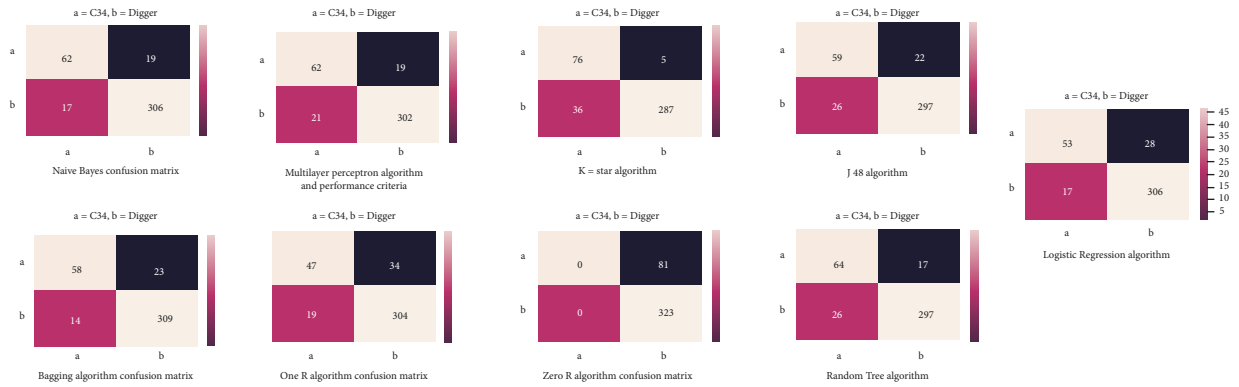 a = C34, b = Digger
a
62
19
b
17
306
Naive Bayes confusion matrix
a = C34, b = Digger
62
19
21
302
a
b
Multilayer perceptron algorithm
and performance criteria
a = C34, b = Digger
a
76
5
b
36
287
a
b
K = star algorithm
a = C34, b = Digger
a
59
22
b
26
297
a
b
J 48 algorithm
a = C34, b = Digger
a
53
28
b
17
306
a
b
45
40
35
30
25
20
15
10
5
Logistic Regression algorithm
a = C34, b = Digger
a
58
23
b
14
309
a
b
Bagging algorithm confusion matrix
a = C34, b = Digger
47
34
19
304
a
b
One R algorithm confusion matrix
a = C34, b = Digger
a
0
81
b
0
323
a
b
Zero R algorithm confusion matrix
a = C34, b = Digger
a
64
17
b
26
297
a
b
Random Tree algorithm